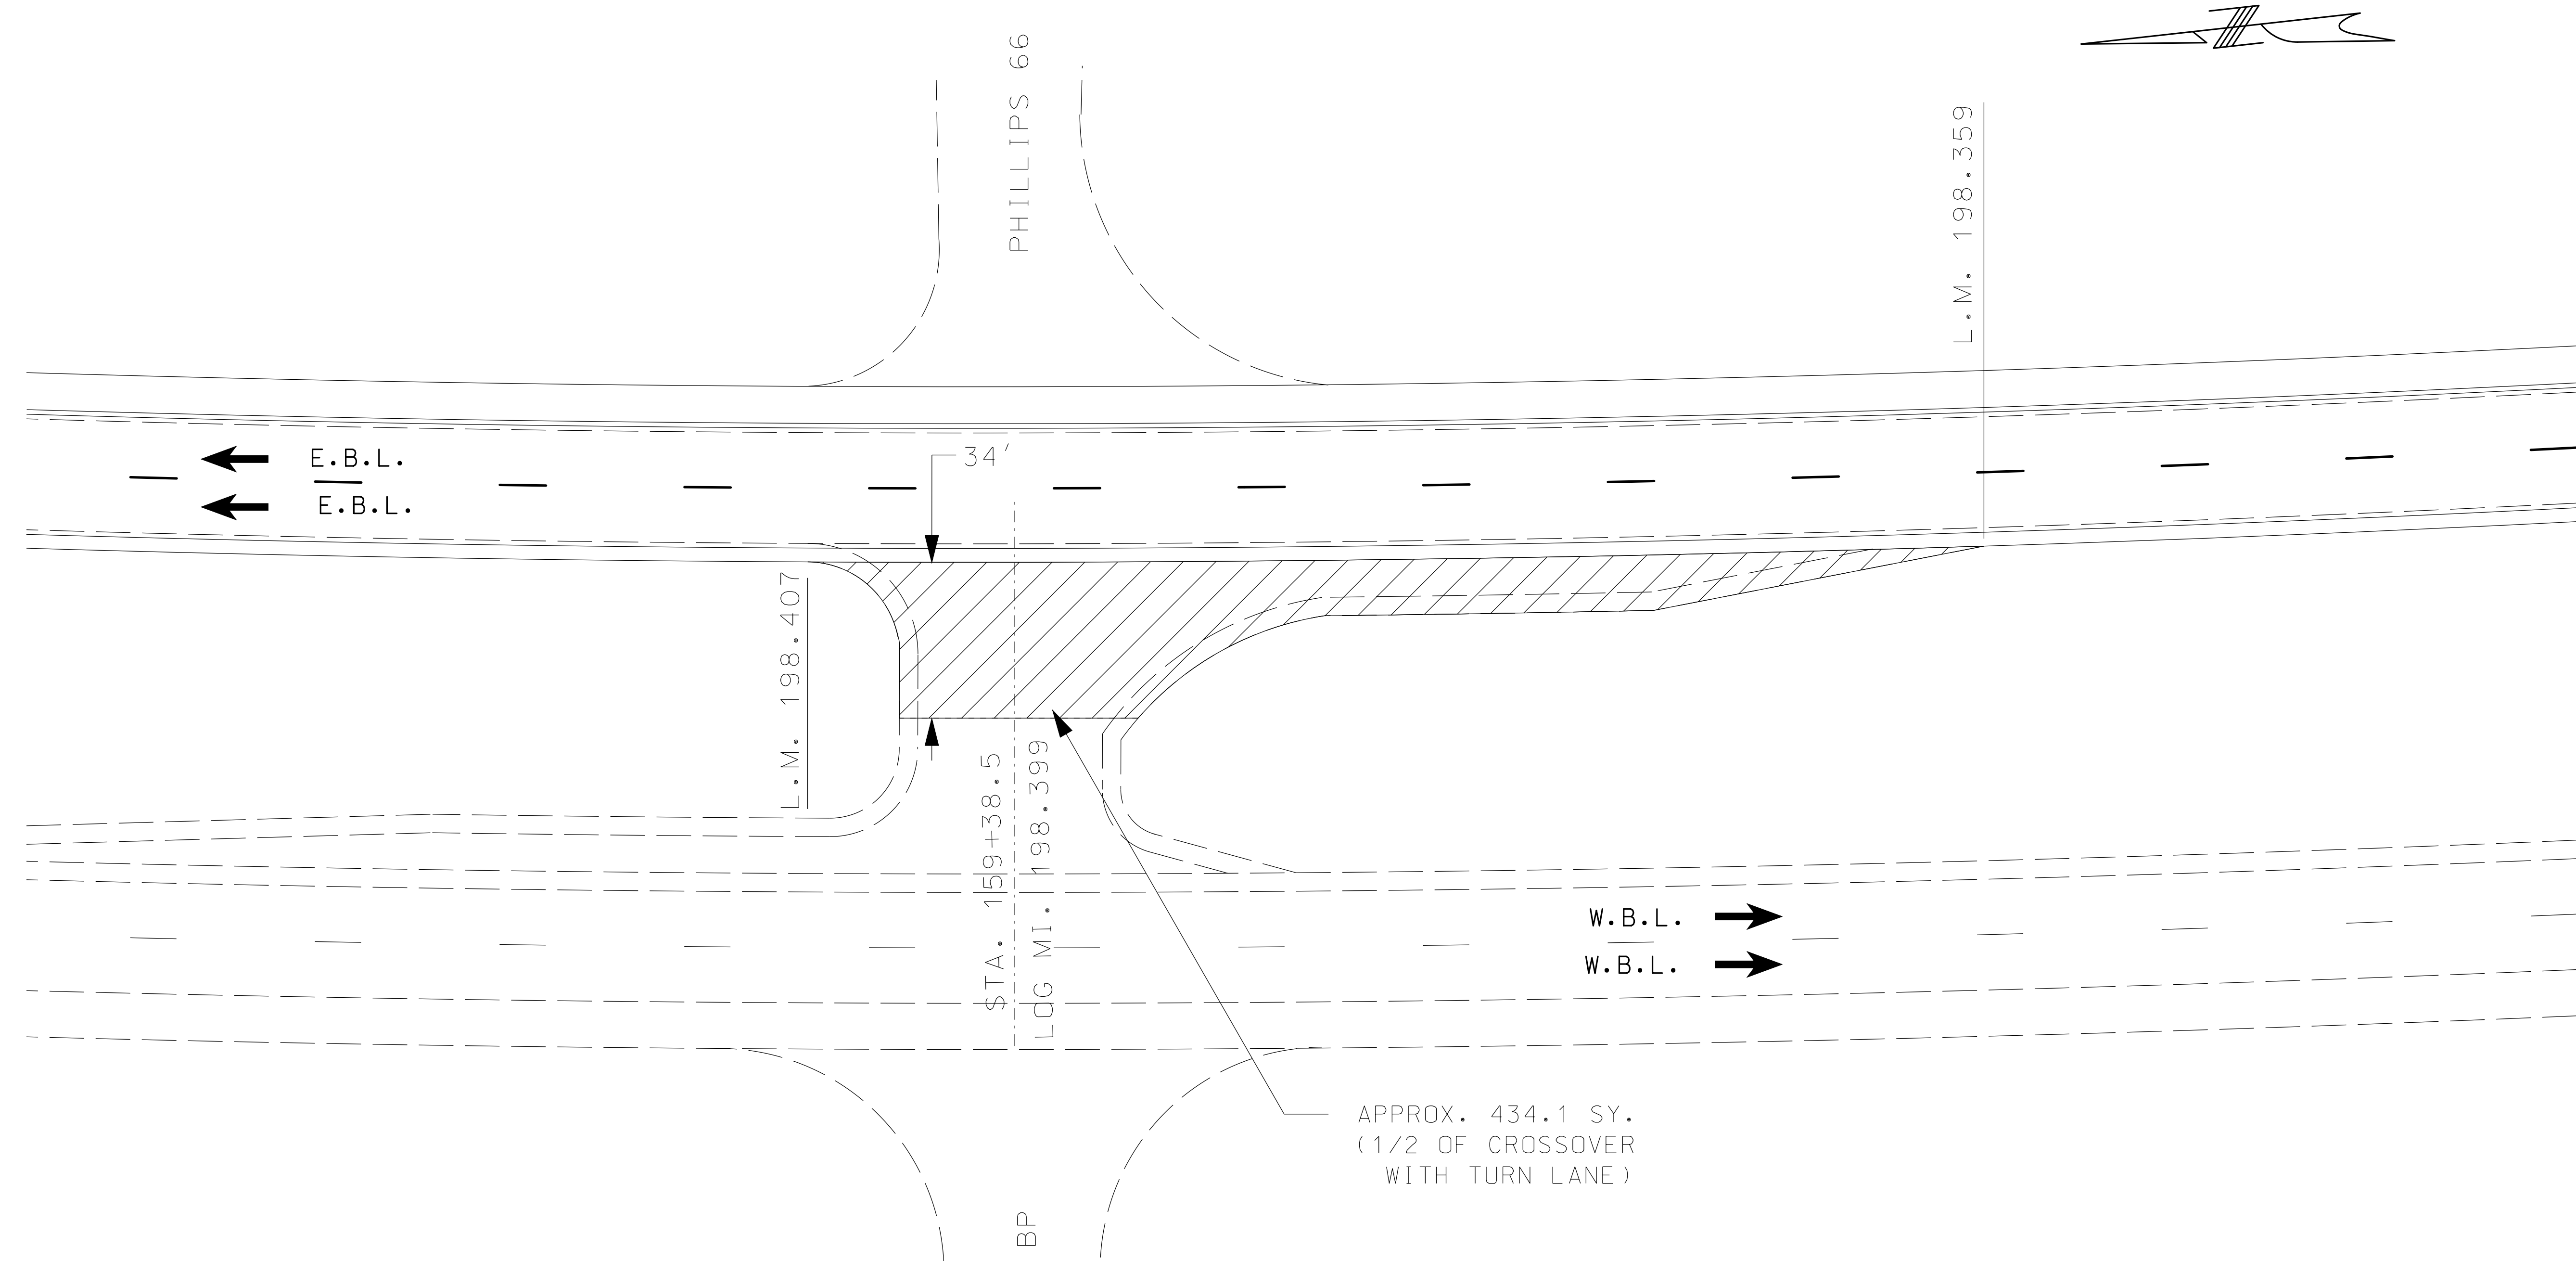 PHILLIPS 66
L.M. 198.359
E.B.L.
34'
E.B.L.
L.M. 198.407
STA. 159+38.5
LOG MI. 198.399
W.B.L.
W.B.L.
APPROX. 434.1 SY.
(1/2 OF CROSSOVER
WITH TURN LANE)
BP